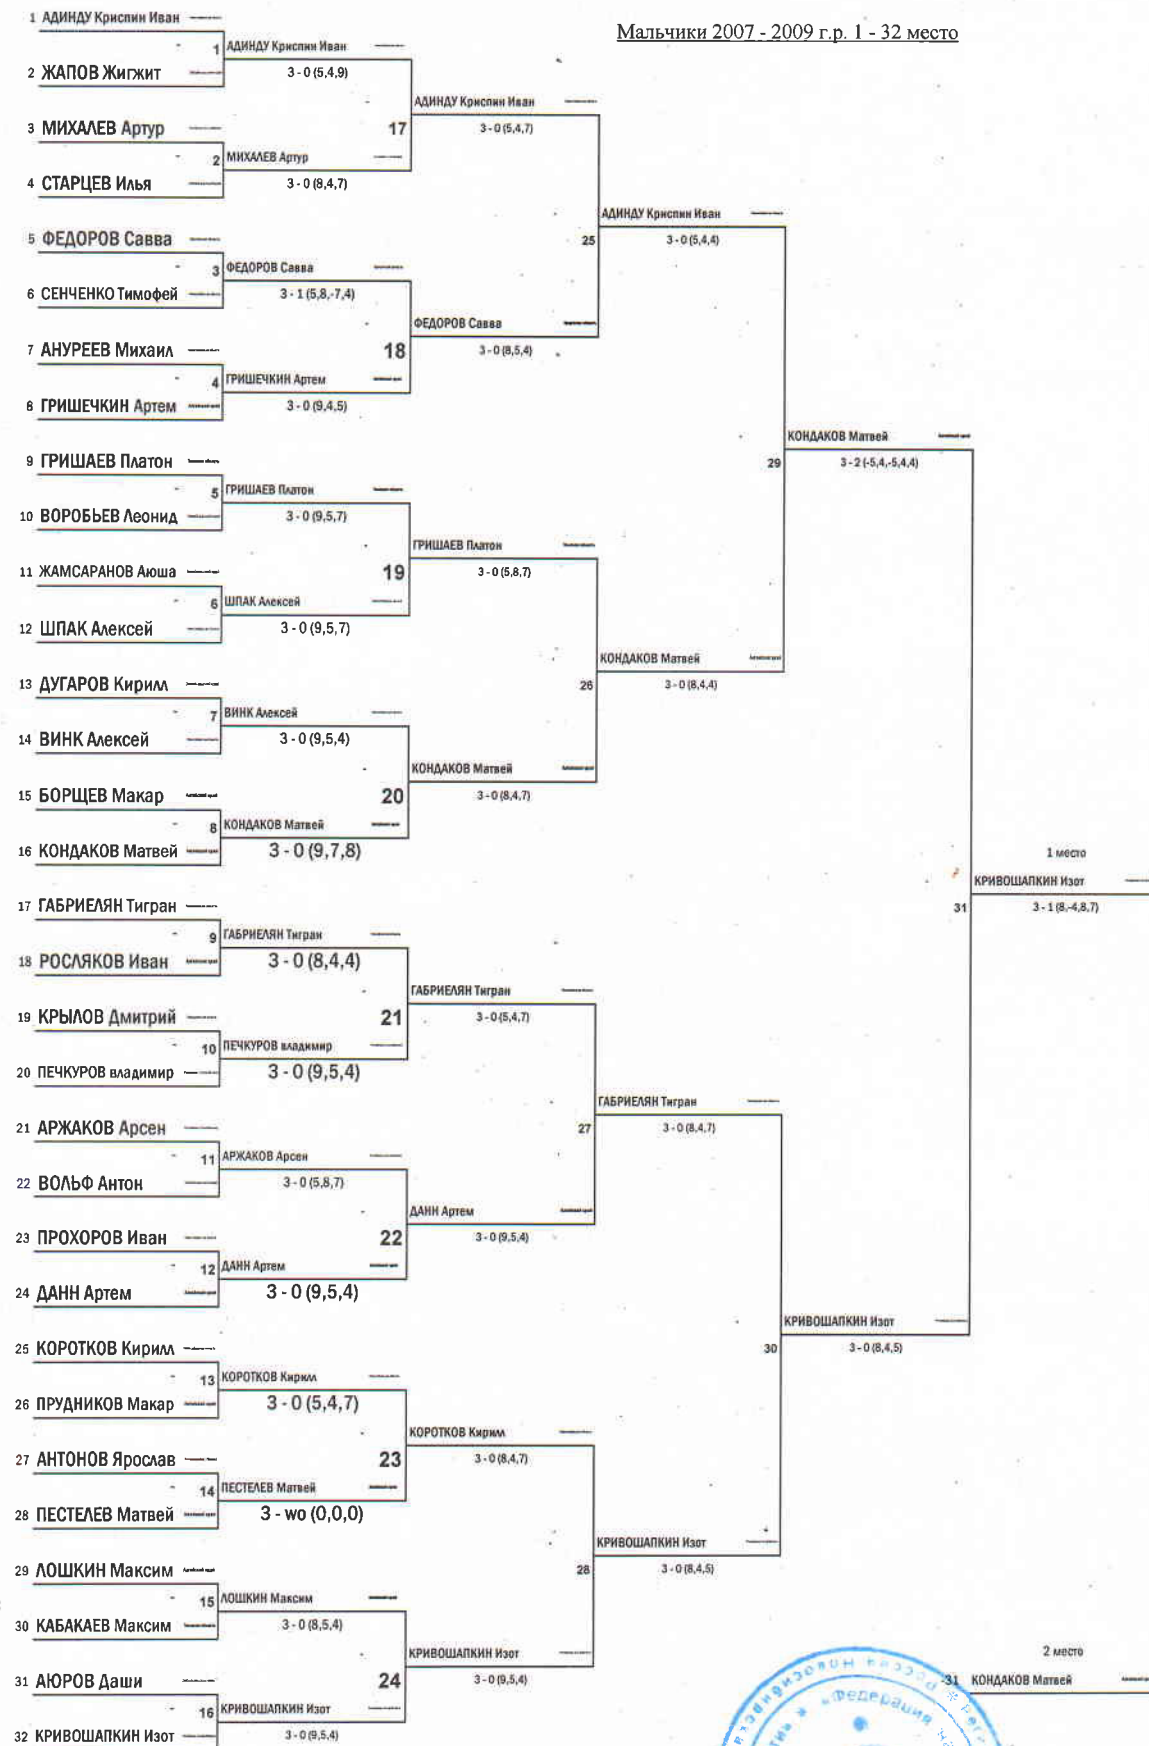 Мальчики 2007 - 2009 г.р. 1 - 32 место
1 АДИНДУ Криспин Иван
1 АДИНДУ Криспин Иван
2 ЖАПОВ Жигжит
3 - 0 (5,4,9)
АДИНДУ Криспин Иван
3 МИХАЛЕВ Артур
17
3 - 0 (5,4,7)
2 МИХАЛЕВ Артур
4 СТАРЦЕВ Илья
3 - 0 (8,4,7)
АДИНДУ Криспин Иван
5 ФЕДОРОВ Савва
25
3 - 0 (5,4,4)
3 ФЕДОРОВ Савва
6 СЕНЧЕНКО Тимофей
3 - 1 (5,8,-7,4)
ФЕДОРОВ Савва
7 АНУРЕЕВ Михаил
18
3 - 0 (8,5,4)
4 ГРИШЕЧКИН Артем
8 ГРИШЕЧКИН Артем
3 - 0 (9,4,5)
КОНДАКОВ Матвей
9 ГРИШАЕВ Платон
29
3 - 2 (-5,4,-5,4,4)
5 ГРИШАЕВ Платон
10 ВОРОБЬЕВ Леонид
3 - 0 (9,5,7)
ГРИШАЕВ Платон
11 ЖАМСАРАНОВ Аюша
19
3 - 0 (5,8,7)
6 ШПАК Алексей
12 ШПАК Алексей
3 - 0 (9,5,7)
КОНДАКОВ Матвей
13 ДУГАРОВ Кирилл
26
3 - 0 (8,4,4)
7 ВИНК Алексей
14 ВИНК Алексей
3 - 0 (9,5,4)
КОНДАКОВ Матвей
15 БОРЩЕВ Макар
20
3 - 0 (8,4,7)
8 КОНДАКОВ Матвей
16 КОНДАКОВ Матвей
3 - 0 (9,7,8)
1 место
КРИВОШАПКИН Изот
17 ГАБРИЕЛЯН Тигран
31
3 - 1 (8,-4,8,7)
9 ГАБРИЕЛЯН Тигран
18 РОСЛЯКОВ Иван
3 - 0 (8,4,4)
ГАБРИЕЛЯН Тигран
19 КРЫЛОВ Дмитрий
21
3 - 0 (5,4,7)
10 ПЕЧКУРОВ владимир
20 ПЕЧКУРОВ владимир
3 - 0 (9,5,4)
ГАБРИЕЛЯН Тигран
21 АРЖАКОВ Арсен
27
3 - 0 (8,4,7)
11 АРЖАКОВ Арсен
22 ВОЛЬФ Антон
3 - 0 (5,8,7)
ДАНН Артем
23 ПРОХОРОВ Иван
22
3 - 0 (9,5,4)
12 ДАНН Артем
24 ДАНН Артем
3 - 0 (9,5,4)
КРИВОШАПКИН Изот
25 КОРОТКОВ Кирилл
30
3 - 0 (8,4,5)
13 КОРОТКОВ Кирилл
26 ПРУДНИКОВ Макар
3 - 0 (5,4,7)
КОРОТКОВ Кирилл
27 АНТОНОВ Ярослав
23
3 - 0 (8,4,7)
14 ПЕСТЕЛЕВ Матвей
28 ПЕСТЕЛЕВ Матвей
3 - wo (0,0,0)
КРИВОШАПКИН Изот
29 ЛОШКИН Максим
28
3 - 0 (8,4,5)
15 ЛОШКИН Максим
30 КАБАКАЕВ Максим
3 - 0 (8,5,4)
КРИВОШАПКИН Изот
2 место
31 АЮРОВ Даши
24
3 - 0 (9,5,4)
-31 КОНДАКОВ Матвей
16 КРИВОШАПКИН Изот
32 КРИВОШАПКИН Изот
3 - 0 (9,5,4)
«Федерация